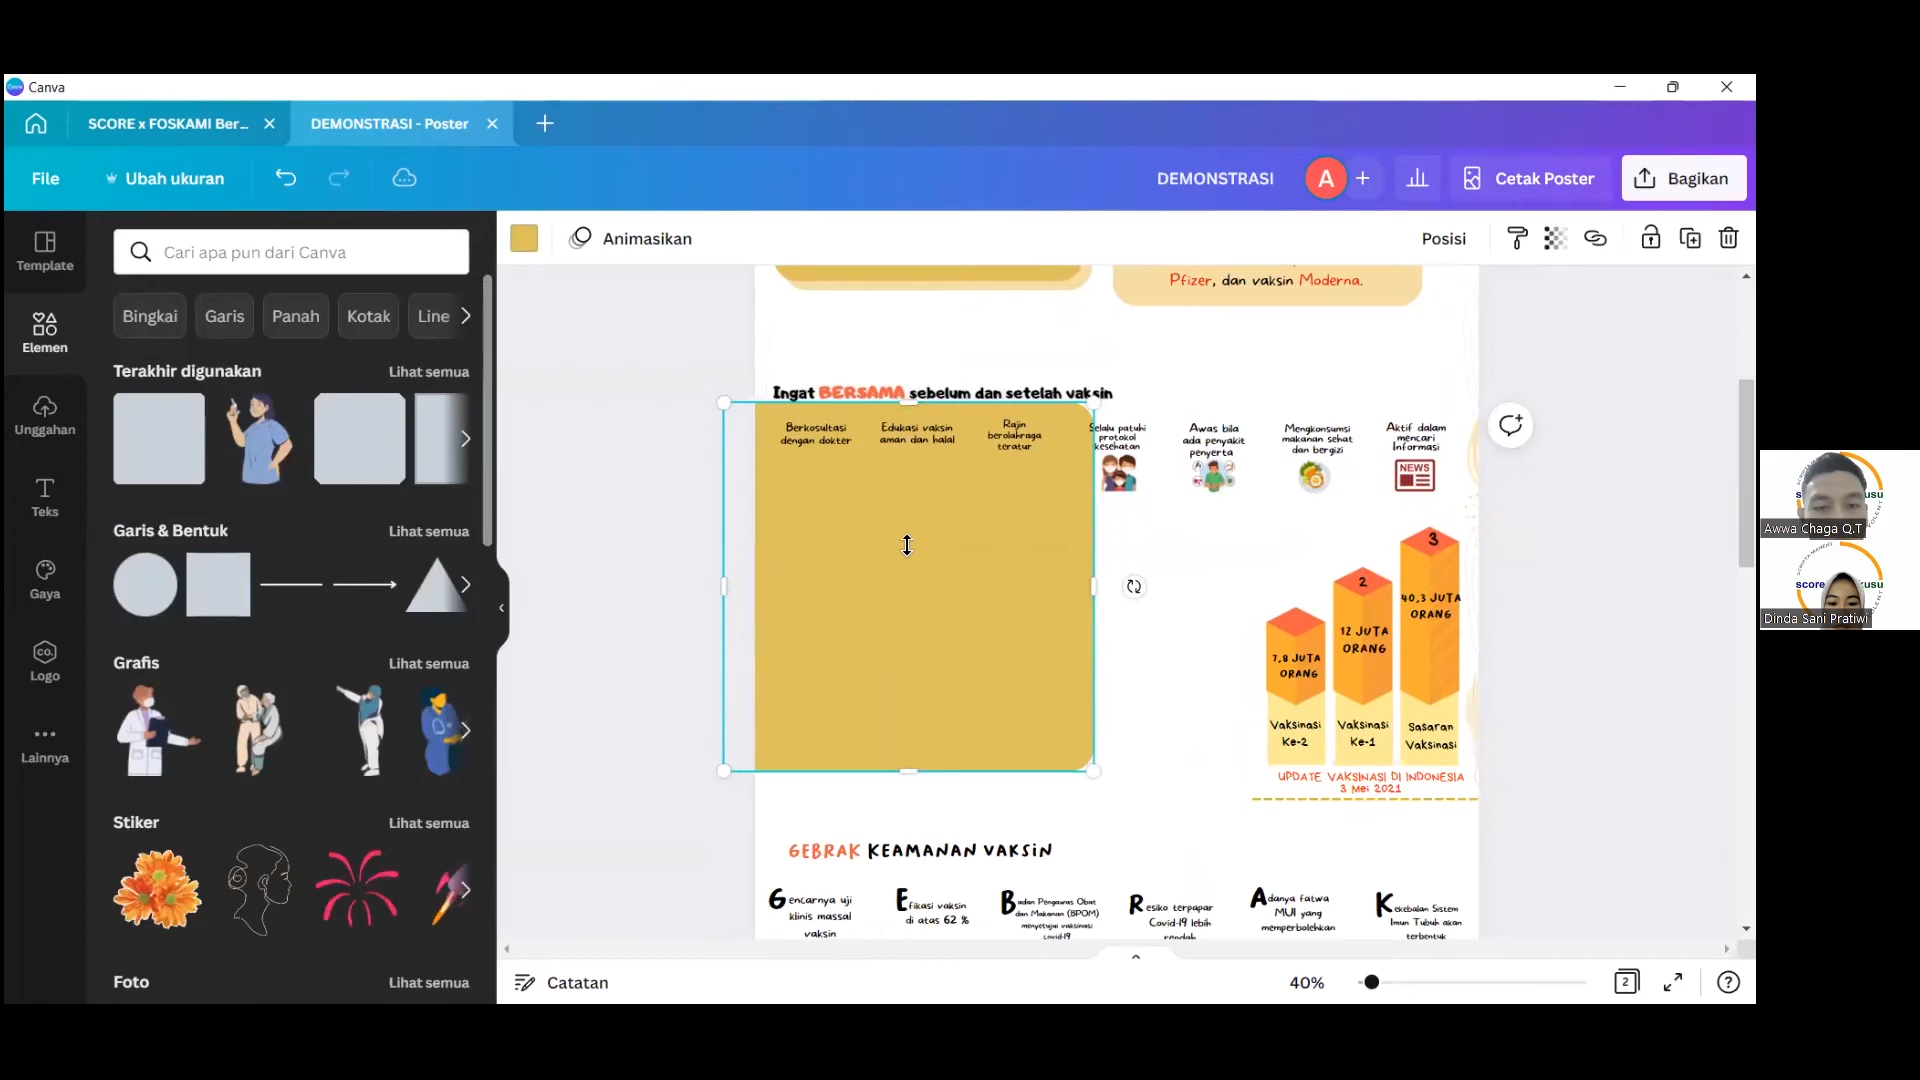 Canva
SCORE x FOSKAMI Ber...
DEMONSTRASI - Poster
File
Ubah ukuran
DEMONSTRASI
A
Cetak Poster
Bagikan
Template
Elemen
Unggahan
Teks
Gaya
CO.
Logo
Lainnya
Cari apa pun dari Canva
Bingkai
Garis
Panah
Kotak
Line
Terakhir digunakan
Lihat semua
Garis & Bentuk
Lihat semua
Grafis
Lihat semua
Stiker
Lihat semua
Foto
Lihat semua
Animasikan
Posisi
Pfizer, dan vaksin Moderna.
Ingat BERSAMA sebelum dan setelah vaksin
Berkosultasi
dengan dokter
Edukasi vaksin
aman dan halal
Rajin
berolahraga
teratur
Selalu patuhi
protokol
kesehatan
Awas bila
ada penyakit
penyerta
Mengkonsumsi
makanan sehat
dan bergizi
Aktif dalam
mencari
Informasi
NEWS
3
2
40,3 JUTA
ORANG
12 JUTA
ORANG
7,8 JUTA
ORANG
Vaksinasi
Ke-2
Vaksinasi
Ke-1
Sasaran
Vaksinasi
UPDATE VAKSINASI DI INDONESIA
3 Mei 2021
GEBRAK KEAMANAN VAKSIN
Gencarnya uji
klinis massal
vaksin
Efikasi vaksin
di atas 62 %
Badan Pengawas Obat
dan Makanan (BPOM)
menyetujui vaksinasi
covid-19
Resiko terpapar
Covid-19 lebih
rendah
Adanya fatwa
MUI yang
memperbolehkan
Kekebalan Sistem
Imun Tubuh akan
terbentuk
Catatan
40%
2
Awwa Chaga Q.T
score
Dinda Sani Pratiwi